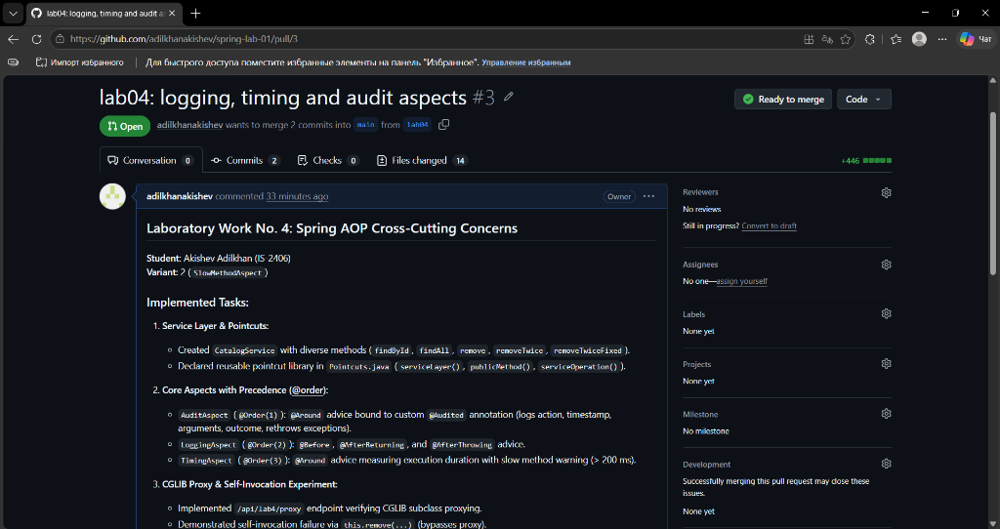 lab04: logging, timing and audit a
https://github.com/adilkhanakishev/spring-lab-01/pull/3
Чат
Импорт избранного
Для быстрого доступа поместите избранные элементы на панель "Избранное". Управление избранным
lab04: logging, timing and audit aspects #3
Ready to merge
Code
Open
adilkhanakishev wants to merge 2 commits into main from lab04
Conversation 0
Commits 2
Checks 0
Files changed 14
+446
adilkhanakishev commented 33 minutes ago
Owner
Laboratory Work No. 4: Spring AOP Cross-Cutting Concerns
Student: Akishev Adilkhan (IS-2406)
Variant: 2 ( SlowMethodAspect )
Implemented Tasks:
1. Service Layer & Pointcuts:
Created CatalogService with diverse methods ( findById , findAll , remove , removeTwice , removeTwiceFixed ).
Declared reusable pointcut library in Pointcuts.java ( serviceLayer() , publicMethod() , serviceOperation() ).
2. Core Aspects with Precedence (@order):
AuditAspect ( @Order(1) ): @Around advice bound to custom @Audited annotation (logs action, timestamp,
arguments, outcome, rethrows exceptions).
LoggingAspect ( @Order(2) ): @Before , @AfterReturning , and @AfterThrowing advice.
TimingAspect ( @Order(3) ): @Around advice measuring execution duration with slow method warning (> 200 ms).
3. CGLIB Proxy & Self-Invocation Experiment:
Implemented /api/lab4/proxy endpoint verifying CGLIB subclass proxying.
Demonstrated self-invocation failure via this.remove(...) (bypasses proxy).
Reviewers
No reviews
Still in progress? Convert to draft
Assignees
No one—assign yourself
Labels
None yet
Projects
None yet
Milestone
No milestone
Development
Successfully merging this pull request may close these
issues.
None yet